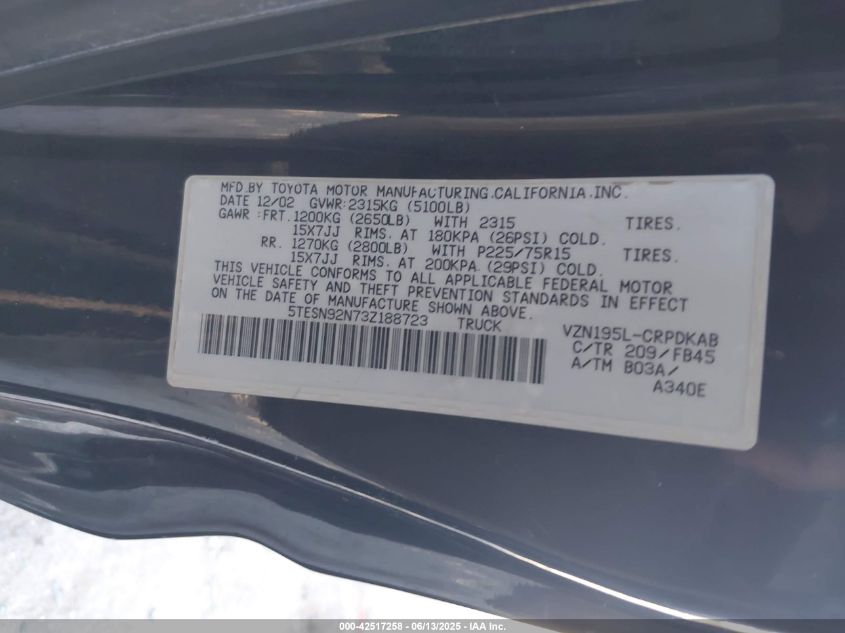 MFD.BY TOYOTA MOTOR MANUFACTURING.CALIFORNIA.INC.
DATE 12/02 GVWR:2315KG (5100LB)
GAWR:FRT.1200KG (2650LB) WITH 2315 TIRES.
15X7JJ RIMS. AT 180KPA (26PSI) COLD.
RR. 1270KG (2800LB) WITH P225/75R15 TIRES.
15X7JJ RIMS. AT 200KPA (29PSI) COLD.
THIS VEHICLE CONFORMS TO ALL APPLICABLE FEDERAL MOTOR
VEHICLE SAFETY AND THEFT PREVENTION STANDARDS IN EFFECT
ON THE DATE OF MANUFACTURE SHOWN ABOVE.
5TESN92N73Z188723 TRUCK VZN195L-CRPDKAB
C/TR 209/FB45
A/TM B03A/
A340E
000-42517258 - 06/13/2025 - IAA Inc.